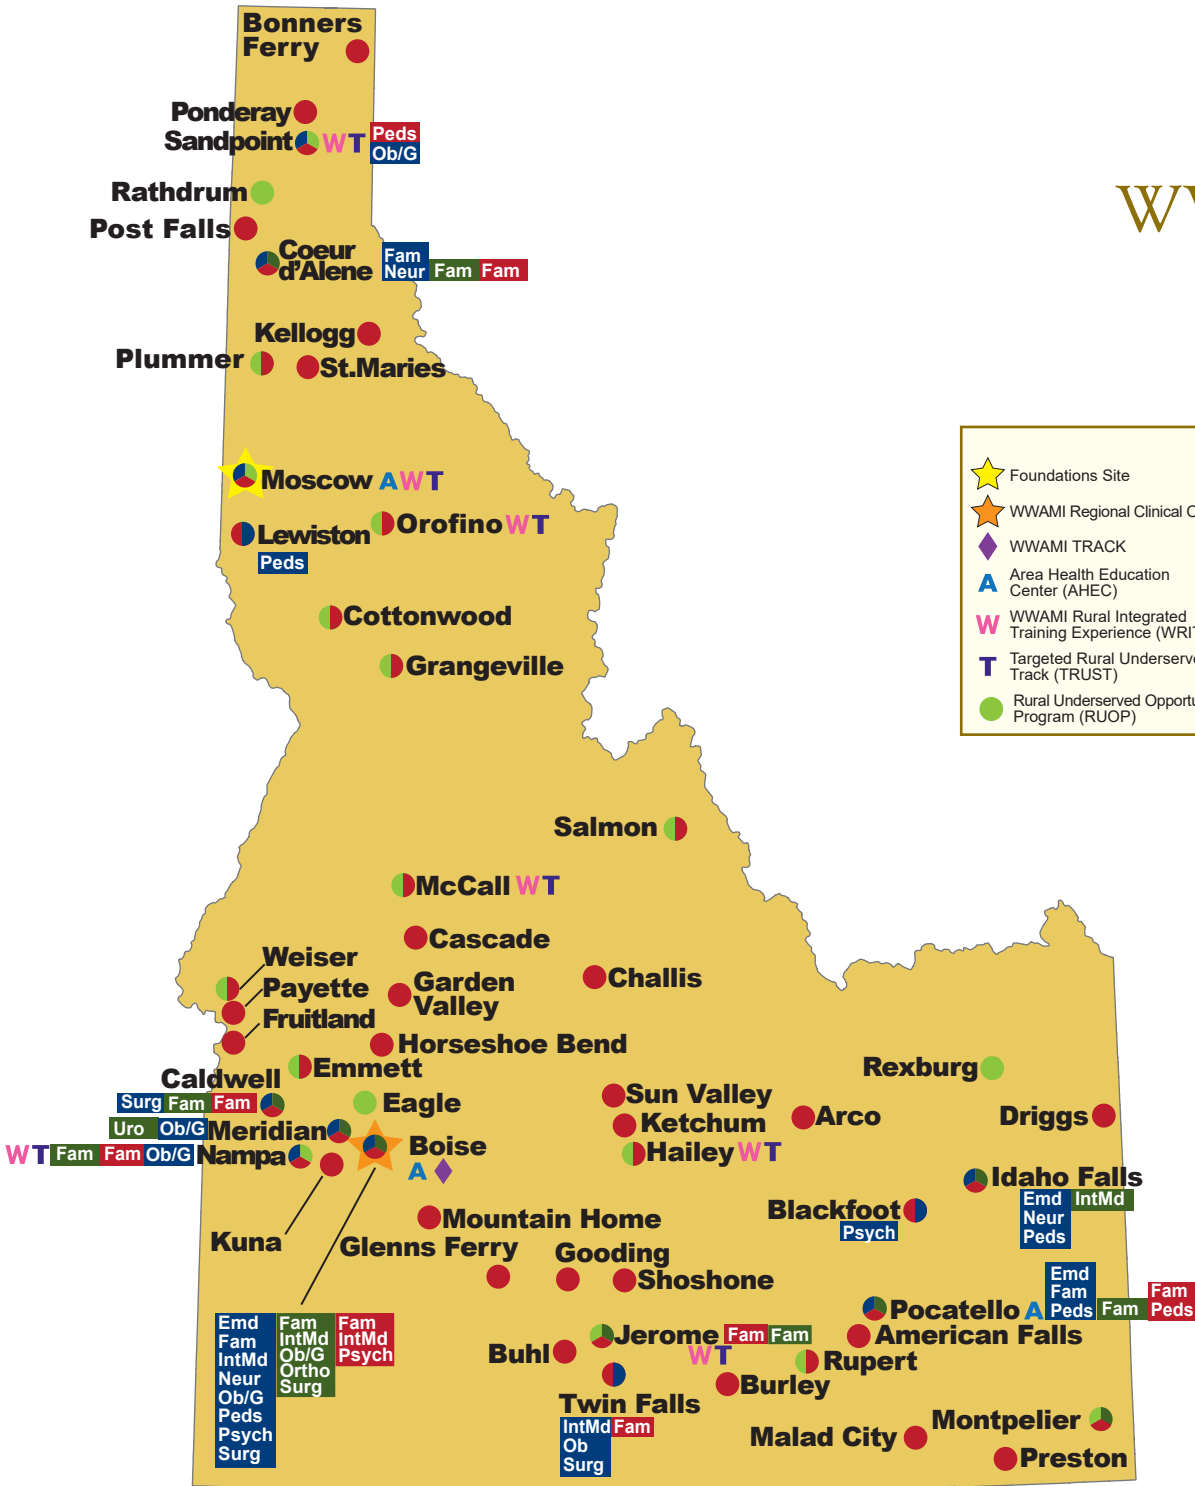 Bonners
Ferry
Ponderay
Sandpoint W T
Peds
Ob/G
Rathdrum
Post Falls
Coeur
d'Alene
Fam
Neur Fam Fam
Kellogg
Plummer
St.Maries
Moscow A W T
Lewiston
Peds
Orofino W T
Cottonwood
Grangeville
Foundations Site
WWAMI Regional Clinical
WWAMI TRACK
A Area Health Education
Center (AHEC)
W WWAMI Rural Integrated
Training Experience (WRIT
T Targeted Rural Underserve
Track (TRUST)
Rural Underserved Opportu
Program (RUOP)
Salmon
McCall W T
Cascade
Weiser
Payette
Fruitland
Garden
Valley
Challis
Horseshoe Bend
Emmett
Caldwell
Surg Fam Fam
Eagle
Uro Ob/G Meridian
W T Fam Fam Ob/G Nampa
Boise
A
Kuna
Sun Valley
Ketchum
Hailey W T
Arco
Rexburg
Driggs
Idaho Falls
Emd IntMd
Neur
Peds
Blackfoot
Psych
Mountain Home
Glenns Ferry
Gooding
Shoshone
Emd
Fam
IntMd
Neur
Ob/G
Peds
Psych
Surg
Fam
IntMd
Ob/G
Ortho
Surg
Fam
IntMd
Psych
Pocatello A
Emd
Fam
Peds
Fam
Fam
Peds
American Falls
Jerome Fam Fam
W T
Buhl
Rupert
Burley
Twin Falls
IntMd Fam
Ob
Surg
Montpelier
Malad City
Preston